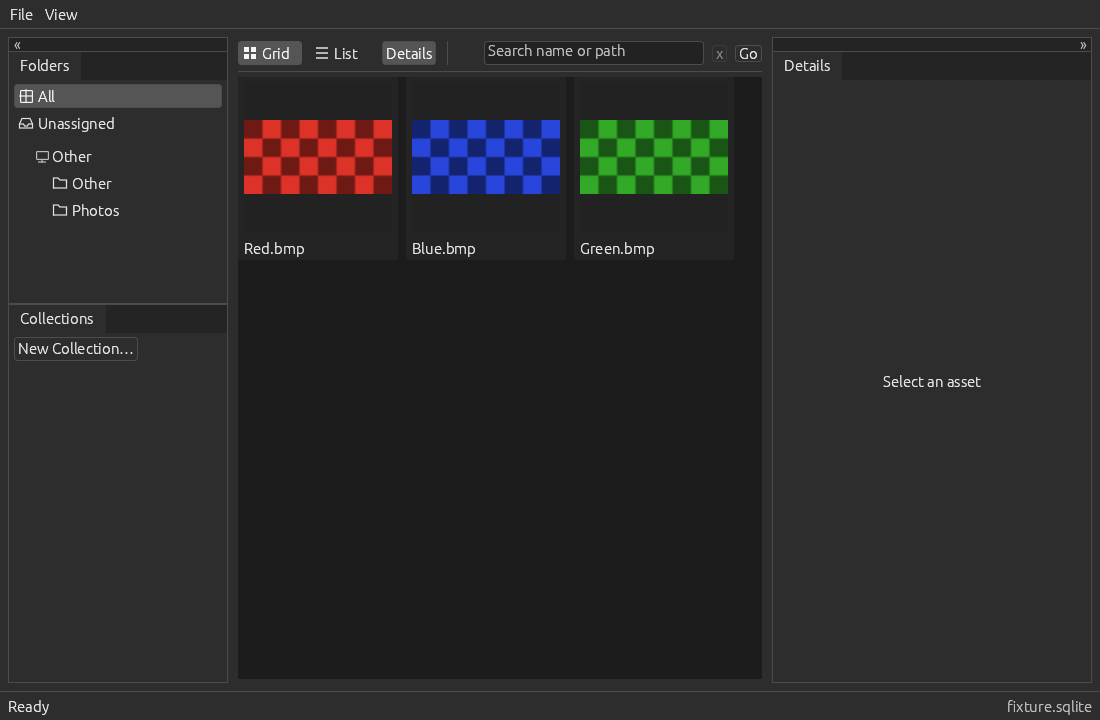 File View
«
Folders
All
Unassigned
Other
Other
Photos
Collections
New Collection...
Grid List Details Search name or path x Go
Red.bmp Blue.bmp Green.bmp
»
Details
Select an asset
Ready fixture.sqlite